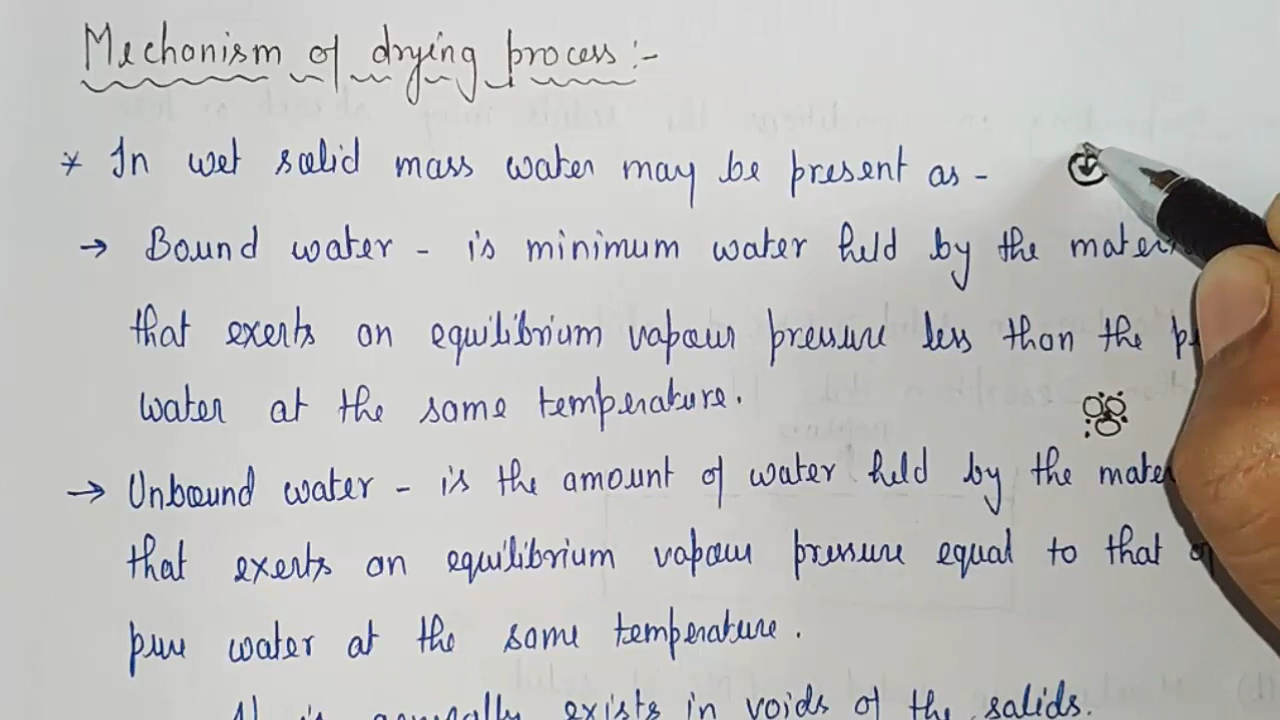 Mechanism of drying process :-
* In wet solid mass water may be present as -
→ Bound water - is minimum water held by the
that exerts an equilibrium vapour pressure less than the
water at the same temperature.
→ Unbound water - is the amount of water held by the
that exerts an equilibrium vapour pressure equal to that of
pure water at the same temperature.
generally exists in voids of the solids.